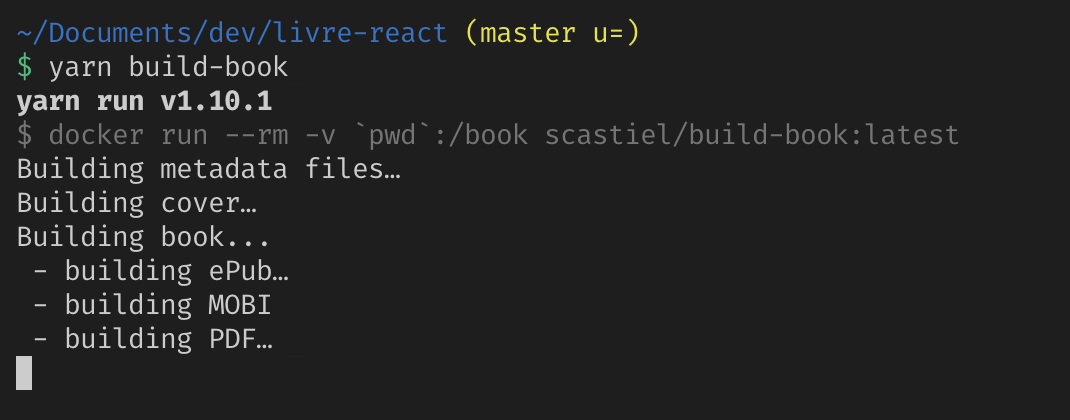 ~/Documents/dev/livre-react (master u=)
$ yarn build-book
yarn run v1.10.1
$ docker run --rm -v `pwd`:/book scastiel/build-book:latest
Building metadata files…
Building cover…
Building book...
 - building ePub…
 - building MOBI
 - building PDF…